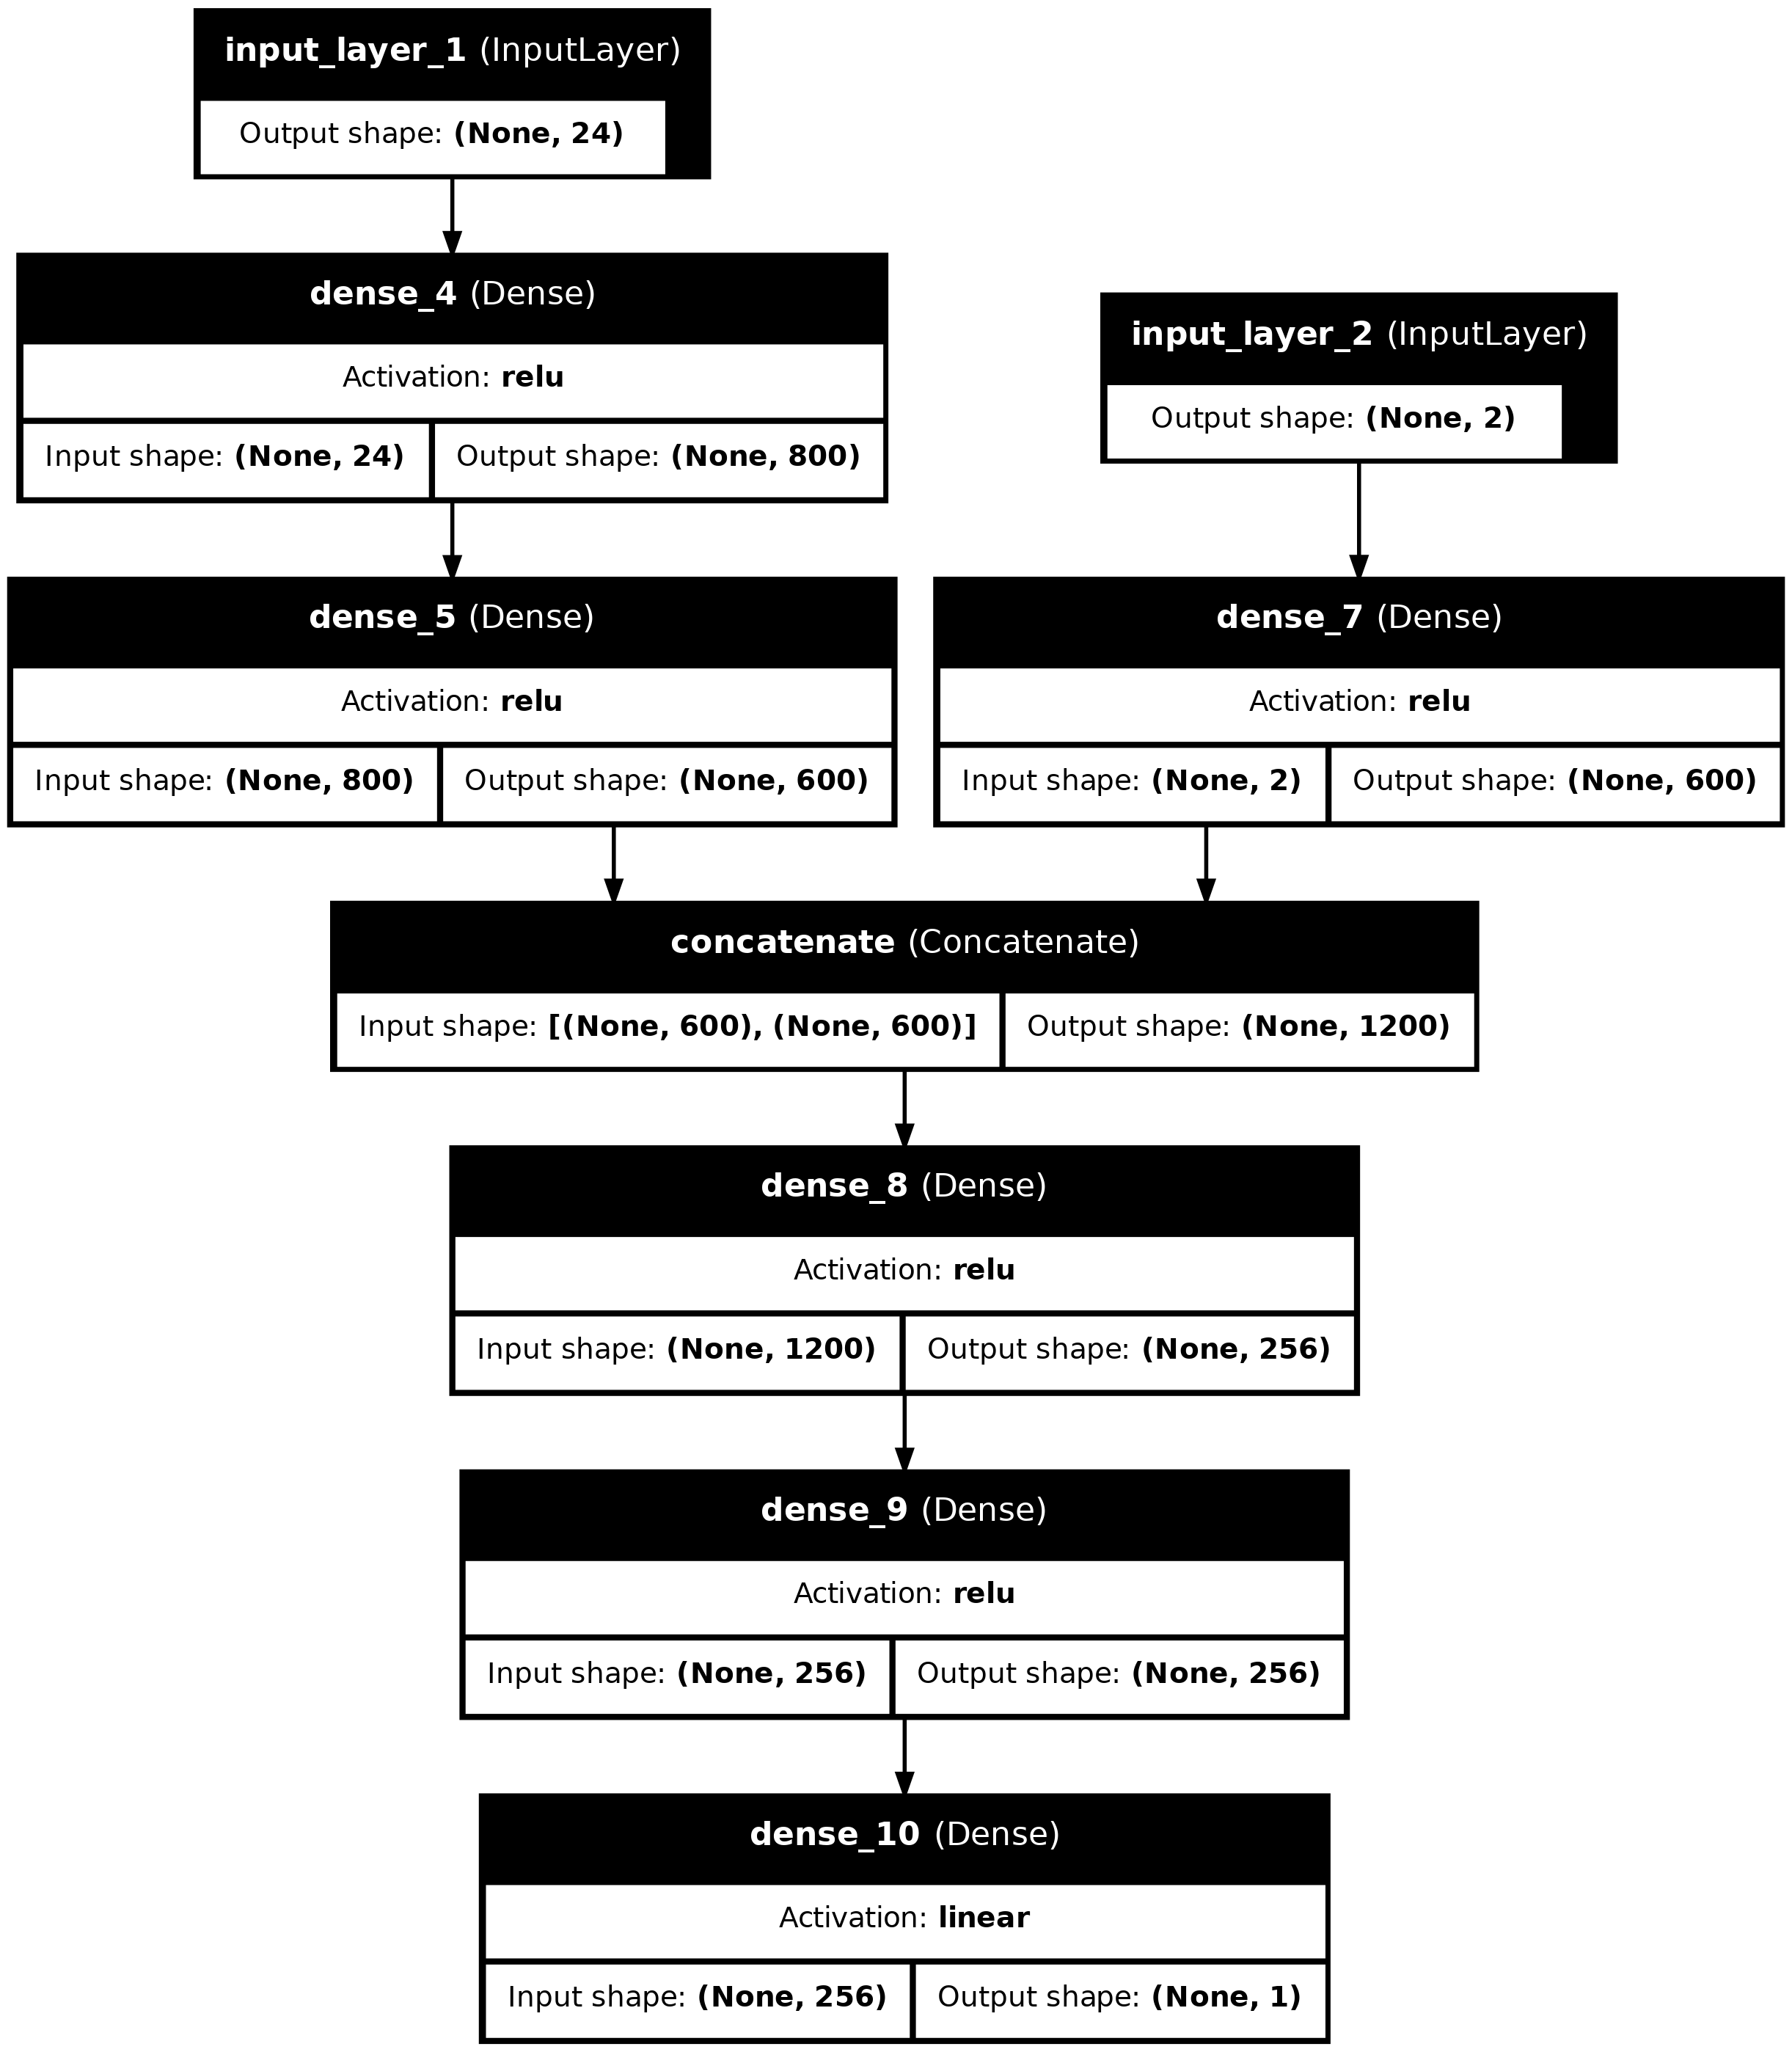 input_layer_1 (InputLayer)
Output shape: (None, 24)
dense_4 (Dense)
Activation: relu
Input shape: (None, 24) Output shape: (None, 800)
input_layer_2 (InputLayer)
Output shape: (None, 2)
dense_5 (Dense)
Activation: relu
Input shape: (None, 800) Output shape: (None, 600)
dense_7 (Dense)
Activation: relu
Input shape: (None, 2) Output shape: (None, 600)
concatenate (Concatenate)
Input shape: [(None, 600), (None, 600)] Output shape: (None, 1200)
dense_8 (Dense)
Activation: relu
Input shape: (None, 1200) Output shape: (None, 256)
dense_9 (Dense)
Activation: relu
Input shape: (None, 256) Output shape: (None, 256)
dense_10 (Dense)
Activation: linear
Input shape: (None, 256) Output shape: (None, 1)